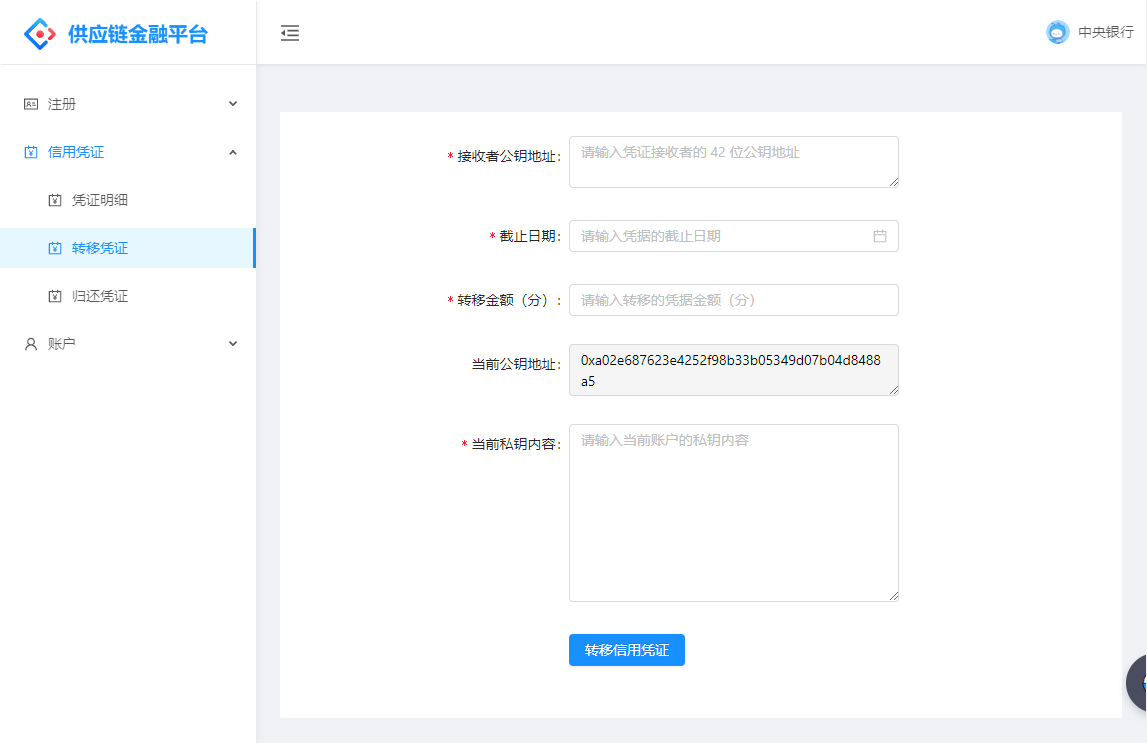 供应链金融平台
中央银行
注册
信用凭证
凭证明细
转移凭证
归还凭证
账户
* 接收者公钥地址:
请输入凭证接收者的 42 位公钥地址
* 截止日期:
请输入凭据的截止日期
* 转移金额（分）:
请输入转移的凭据金额（分）
当前公钥地址:
0xa02e687623e4252f98b33b05349d07b04d8488
a5
* 当前私钥内容:
请输入当前账户的私钥内容
转移信用凭证